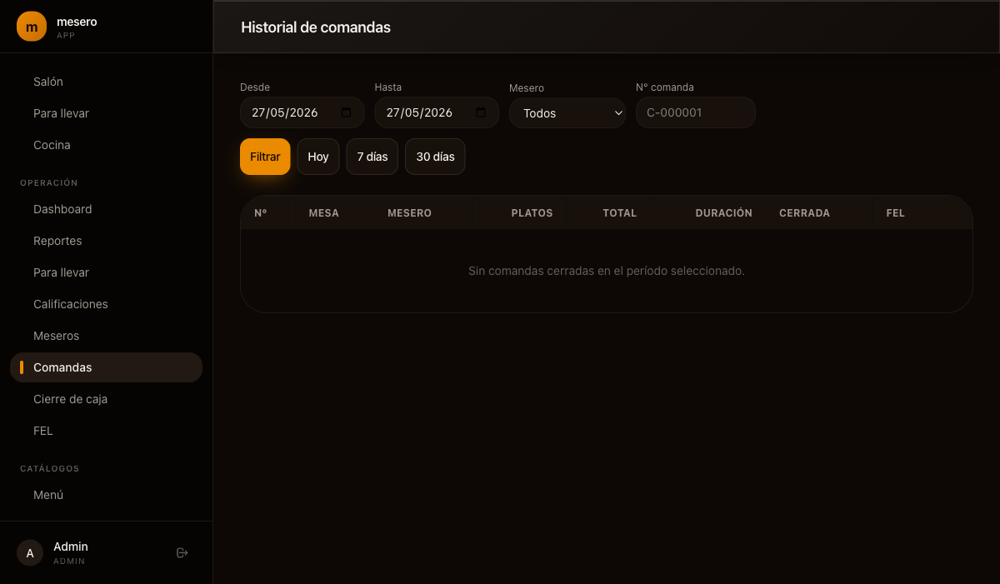 m
mesero
APP
Salón
Para llevar
Cocina
OPERACIÓN
Dashboard
Reportes
Para llevar
Calificaciones
Meseros
Comandas
Cierre de caja
FEL
CATÁLOGOS
Menú
A
Admin
ADMIN
Historial de comandas
Desde Hasta Mesero N° comanda
27/05/2026 27/05/2026 Todos C-000001
Filtrar Hoy 7 días 30 días
Nº MESA MESERO PLATOS TOTAL DURACIÓN CERRADA FEL
Sin comandas cerradas en el período seleccionado.